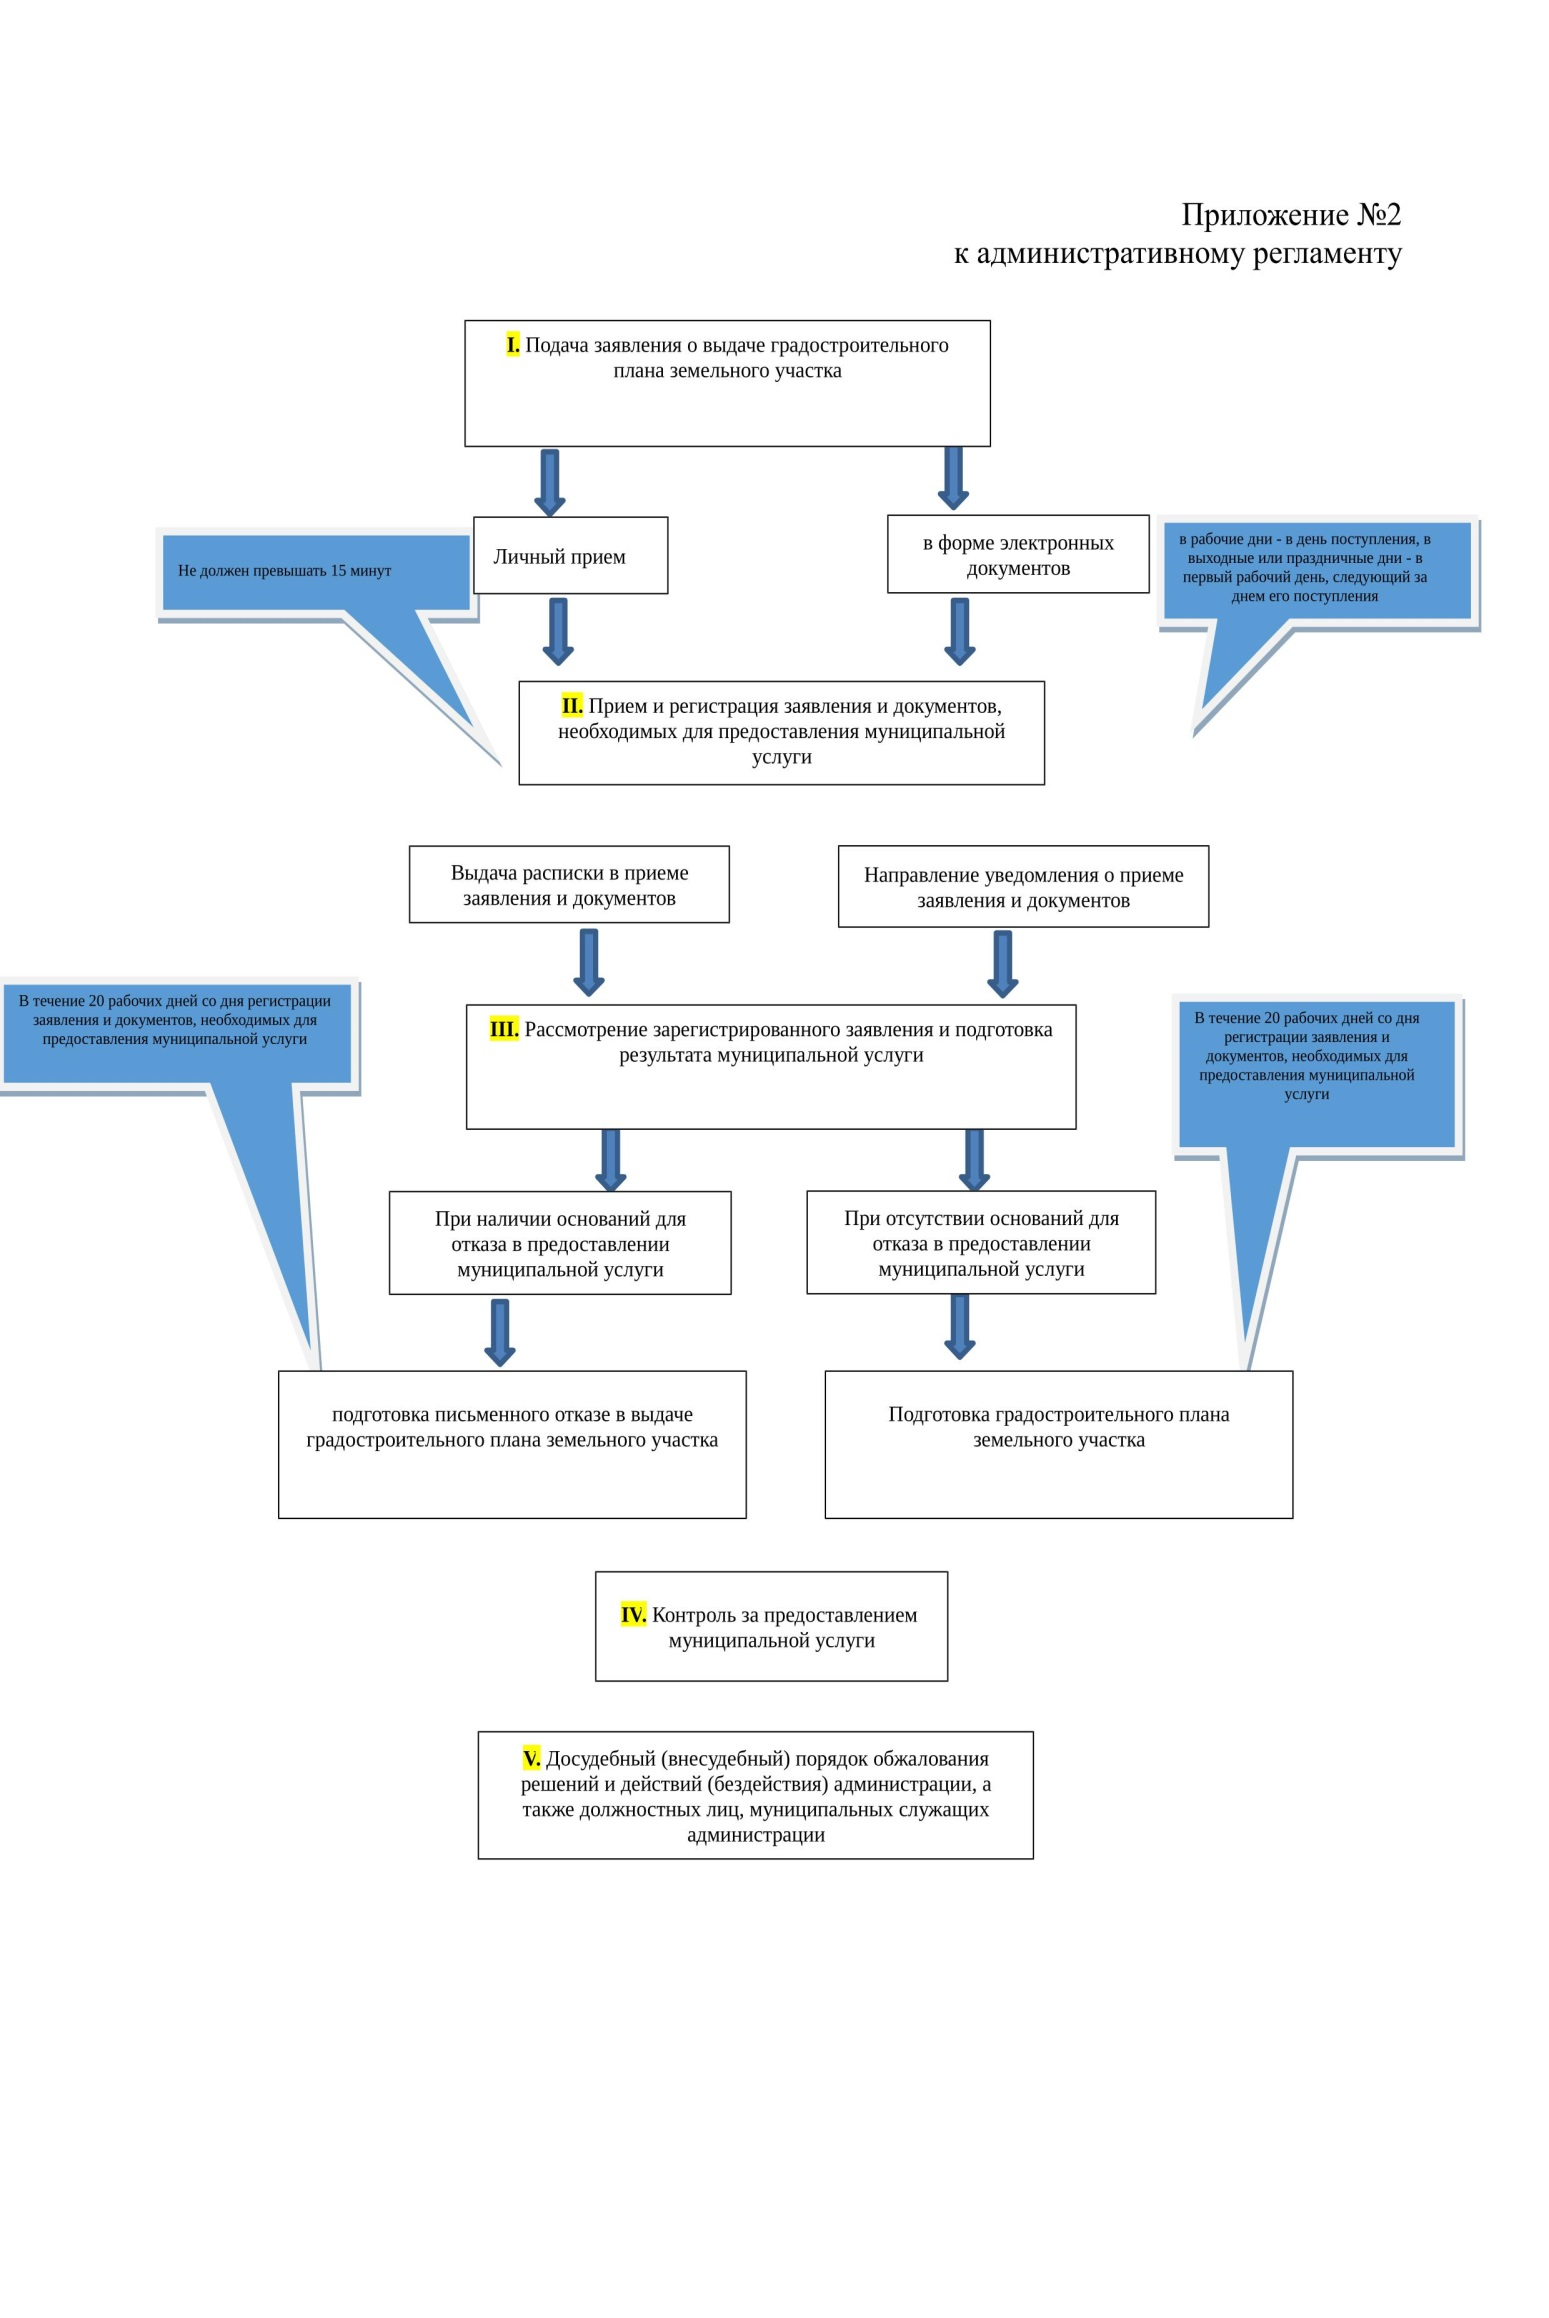 Приложение №2
к административному регламенту
I. Подача заявления о выдаче градостроительного
плана земельного участка
Не должен превышать 15 минут
Личный прием
в форме электронных
документов
в рабочие дни - в день поступления, в
выходные или праздничные дни - в
первый рабочий день, следующий за
днем его поступления
II. Прием и регистрация заявления и документов,
необходимых для предоставления муниципальной
услуги
Выдача расписки в приеме
заявления и документов
Направление уведомления о приеме
заявления и документов
В течение 20 рабочих дней со дня регистрации
заявления и документов, необходимых для
предоставления муниципальной услуги
III. Рассмотрение зарегистрированного заявления и подготовка
результата муниципальной услуги
В течение 20 рабочих дней со дня
регистрации заявления и
документов, необходимых для
предоставления муниципальной
услуги
При наличии оснований для
отказа в предоставлении
муниципальной услуги
При отсутствии оснований для
отказа в предоставлении
муниципальной услуги
подготовка письменного отказе в выдаче
градостроительного плана земельного участка
Подготовка градостроительного плана
земельного участка
IV. Контроль за предоставлением
муниципальной услуги
V. Досудебный (внесудебный) порядок обжалования
решений и действий (бездействия) администрации, а
также должностных лиц, муниципальных служащих
администрации